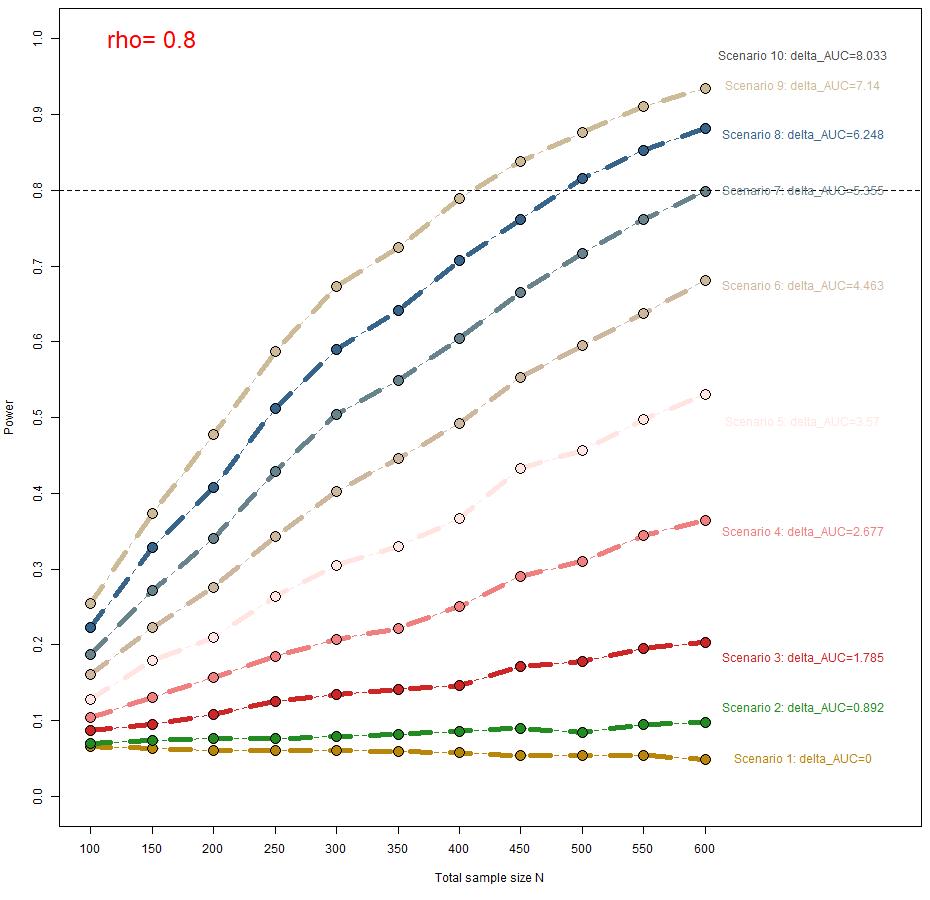 rho= 0.8
Scenario 10: delta_AUC=8.033
Scenario 9: delta_AUC=7.14
Scenario 8: delta_AUC=6.248
Scenario 7: delta_AUC=5.355
Scenario 6: delta_AUC=4.463
Scenario 5: delta_AUC=3.57
Scenario 4: delta_AUC=2.677
Scenario 3: delta_AUC=1.785
Scenario 2: delta_AUC=0.892
Scenario 1: delta_AUC=0
Power
1.0
0.9
0.8
0.7
0.6
0.5
0.4
0.3
0.2
0.1
0.0
100 150 200 250 300 350 400 450 500 550 600
Total sample size N